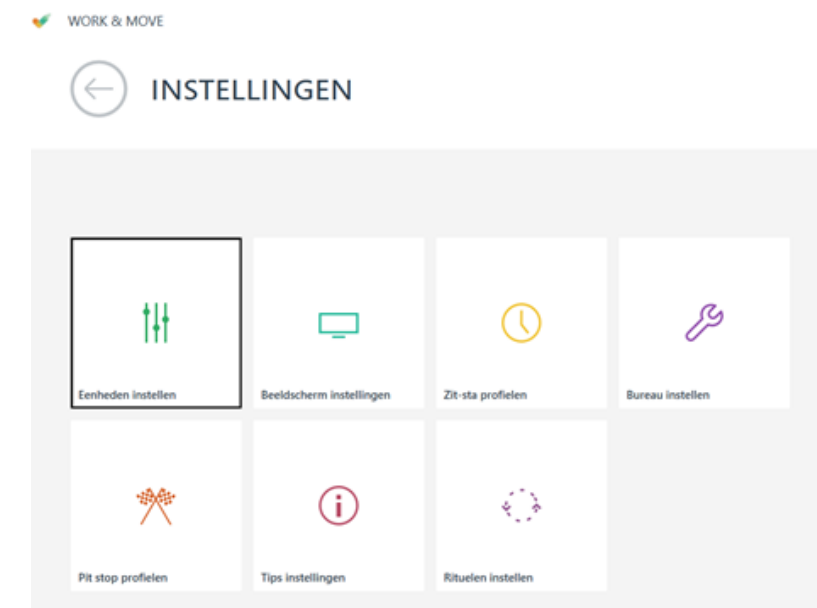 WORK & MOVE
INSTELLINGEN
Eenheden instellen
Beeldscherm instellingen
Zit-sta profielen
Bureau instellen
Pit stop profielen
Tips instellingen
Rituelen instellen